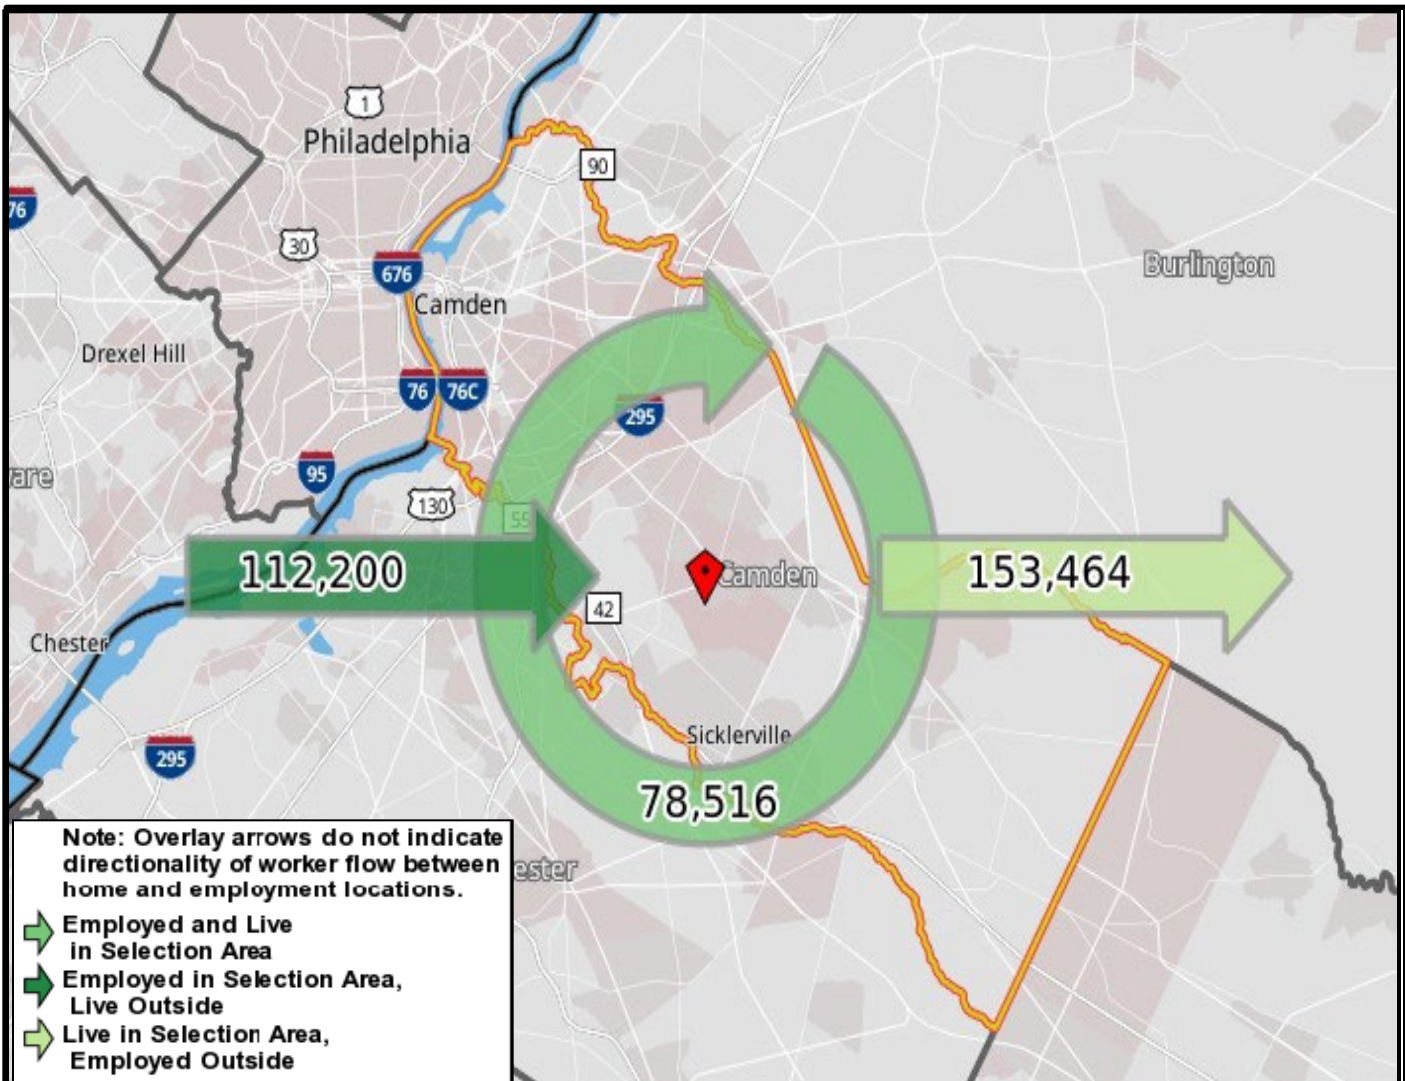 1
Philadelphia
90
76
30
Burlington
676
Camden
Drexel Hill
76
76C
295
95
are
130
55
112,200
Camden
153,464
42
Chester
Sicklerville
295
78,516
ester
Note: Overlay arrows do not indicate
directionality of worker flow between
home and employment locations.
Employed and Live
in Selection Area
Employed in Selection Area,
Live Outside
Live in Selection Area,
Employed Outside